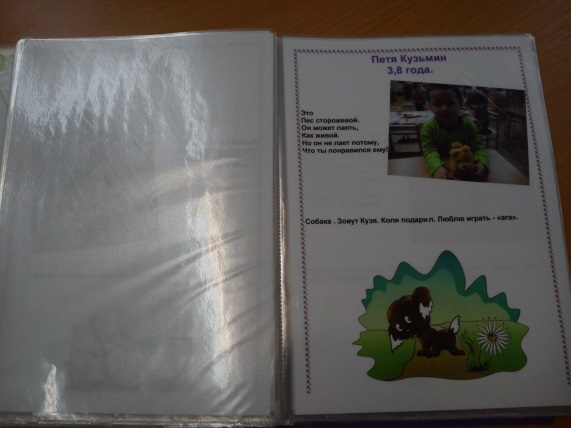 Петя Кузьмин
3,8 года.
Это
Пес сторожевой.
Он может лаять,
Как живой.
Но он не лает потому,
Что ты понравился ему!
Собака . Зовут Кузя. Коля подарил. Люблю играть - «ага».